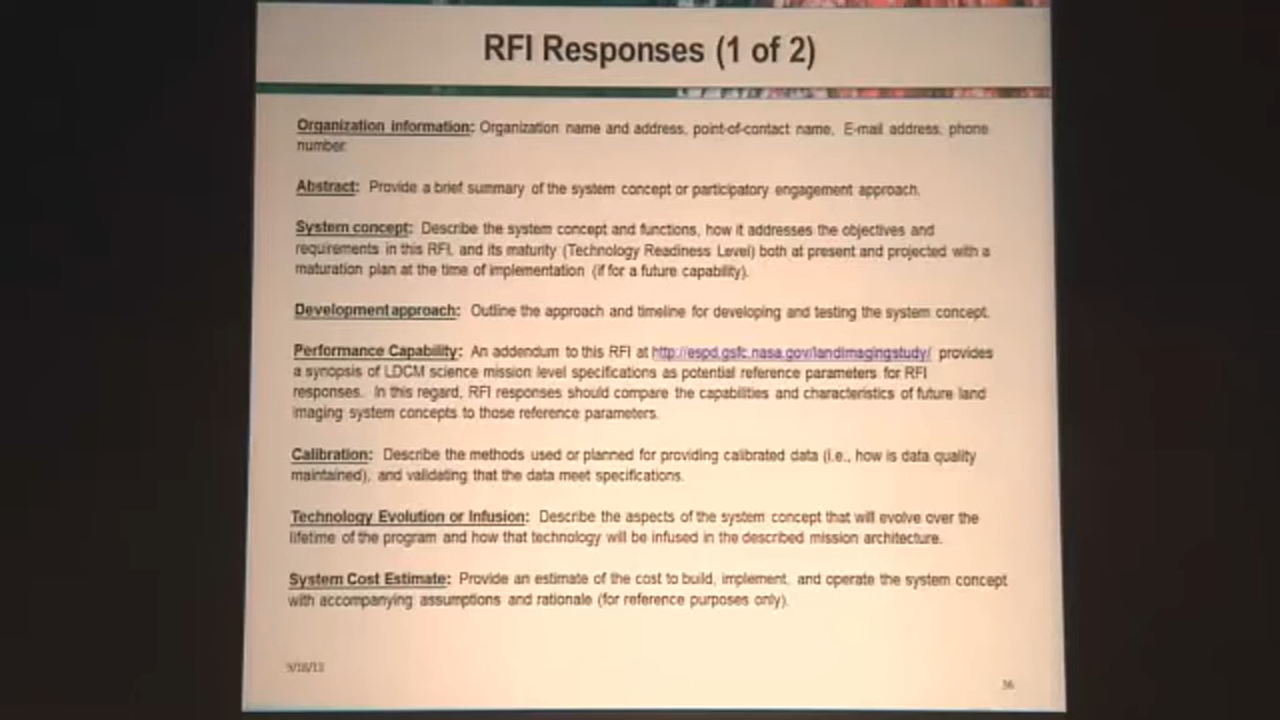 RFI Responses (1 of 2)
Organization information: Organization name and address, point-of-contact name, E-mail address, phone
number.
Abstract: Provide a brief summary of the system concept or participatory engagement approach.
System concept: Describe the system concept and functions, how it addresses the objectives and
requirements in this RFI, and its maturity (Technology Readiness Level) both at present and projected with a
maturation plan at the time of implementation (if for a future capability).
Development approach: Outline the approach and timeline for developing and testing the system concept.
Performance Capability: An addendum to this RFI at http://espd.gsfc.nasa.gov/landimagingstudy/ provides
a synopsis of LDCM science mission level specifications as potential reference parameters for RFI
responses. In this regard, RFI responses should compare the capabilities and characteristics of future land
imaging system concepts to those reference parameters.
Calibration: Describe the methods used or planned for providing calibrated data (i.e., how is data quality
maintained), and validating that the data meet specifications.
Technology Evolution or Infusion: Describe the aspects of the system concept that will evolve over the
lifetime of the program and how that technology will be infused in the described mission architecture.
System Cost Estimate: Provide an estimate of the cost to build, implement, and operate the system concept
with accompanying assumptions and rationale (for reference purposes only).
9/18/13
36